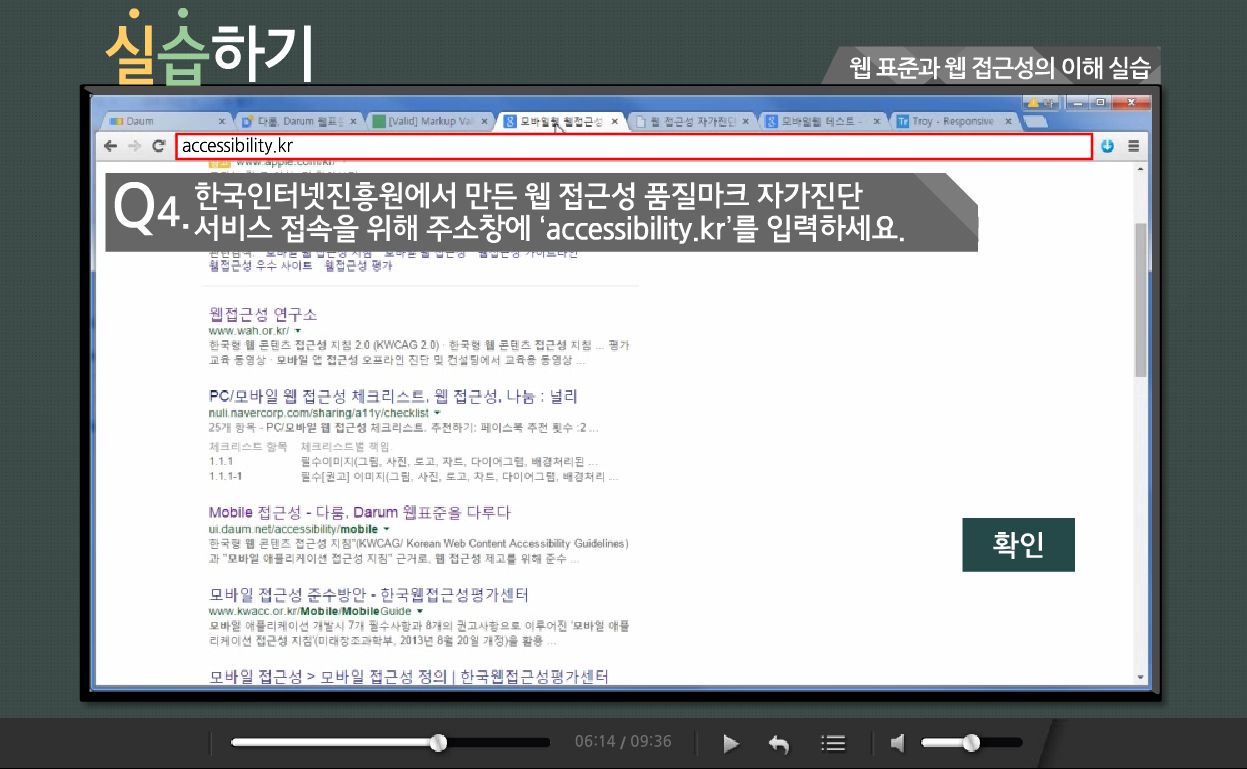 실습하기
웹 표준과 웹 접근성의 이해 실습
Daum
다룸, Darum 웹표
[Valid] Markup Val
모바일웹 웹접근성
웹 접근성 자가진단
모바일웹 테스트 -
Troy - Responsive
accessibility.kr
www.apple.com/kr/
Q4. 한국인터넷진흥원에서 만든 웹 접근성 품질마크 자가진단
서비스 접속을 위해 주소창에 ‘accessibility.kr’를 입력하세요.
웹접근성 우수 사이트 웹접근성 평가
웹접근성 연구소
www.wah.or.kr/
한국형 웹 콘텐츠 접근성 지침 2.0 (KWCAG 2.0) · 한국형 웹 콘텐츠 접근성 지침 ... 평가
교육 동영상 · 모바일 앱 접근성 오프라인 진단 및 컨설팅에서 교육용 동영상 ...
PC/모바일 웹 접근성 체크리스트, 웹 접근성, 나눔 : 널리
nuli.navercorp.com/sharing/a11y/checklist
25개 항목 - PC/모바일 웹 접근성 체크리스트. 추천하기: 페이스북 추천 횟수 :2 ...
체크리스트 항목 체크리스트별 책임
1.1.1 필수이미지(그림, 사진, 로고, 차트, 다이어그램, 배경처리된 ...
1.1.1-1 필수[권고] 이미지(그림, 사진, 로고, 차트, 다이어그램, 배경처리 ...
Mobile 접근성 - 다룸, Darum 웹표준을 다루다
ui.daum.net/accessibility/mobile
한국형 웹 콘텐츠 접근성 지침"(KWCAG/ Korean Web Content Accessibility Guidelines)
과 "모바일 애플리케이션 접근성 지침" 근거로, 웹 접근성 제고를 위해 준수 ...
확인
모바일 접근성 준수방안 - 한국웹접근성평가센터
www.kwacc.or.kr/Mobile/MobileGuide
모바일 애플리케이션 개발시 7개 필수사항과 8개의 권고사항으로 이루어진 '모바일 애플
리케이션 접근성 지침'(미래창조과학부, 2013년 8월 20일 개정)을 활용 ...
모바일 접근성 > 모바일 접근성 정의 | 한국웹접근성평가센터
06:14 / 09:36